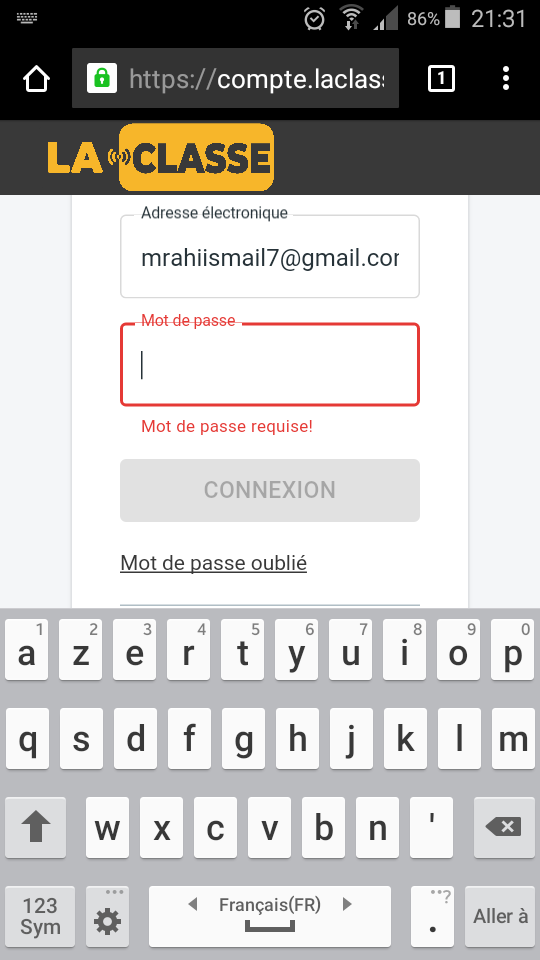 86% 21:31
https://compte.laclas
1
LA CLASSE
Adresse électronique
mrahiismail7@gmail.com
Mot de passe
Mot de passe requise!
CONNEXION
Mot de passe oublié
1 2 3 4 5 6 7 8 9 0
a z e r t y u i o p
q s d f g h j k l m
w x c v b n '
123 Sym Français(FR) . ? Aller à